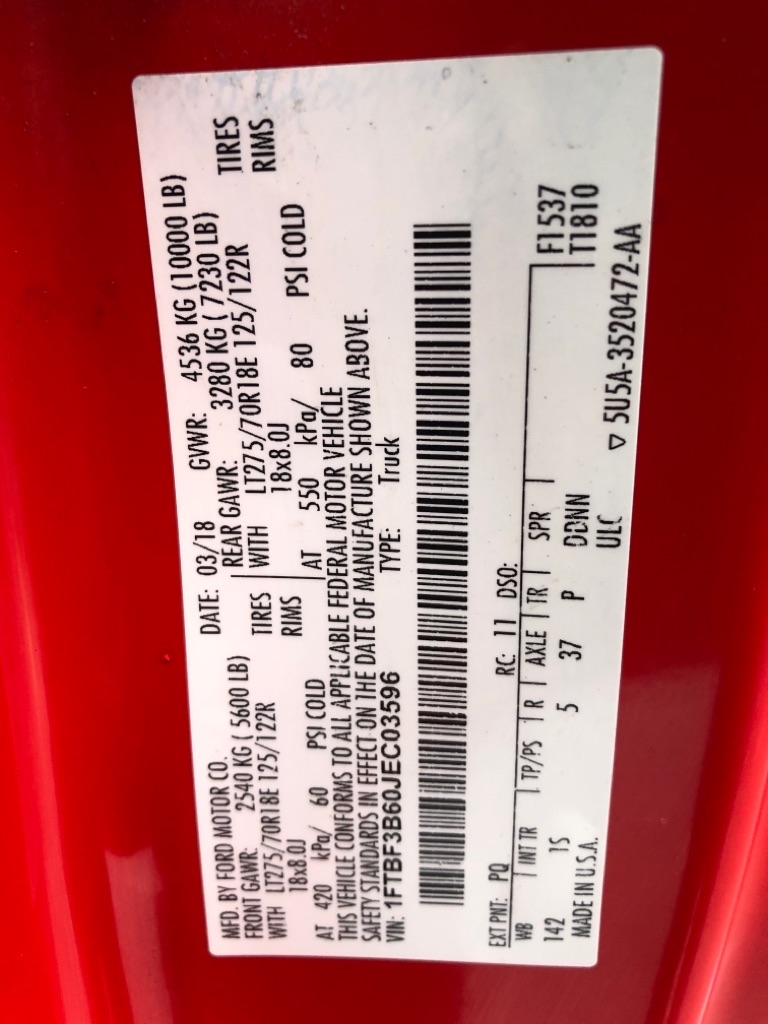 MFD. BY FORD MOTOR CO. DATE: 03/18 GVWR: 4536 KG (10000 LB)
FRONT GAWR: 2540 KG ( 5600 LB) REAR GAWR: 3280 KG ( 7230 LB)
WITH LT275/70R18E 125/122R TIRES WITH LT275/70R18E 125/122R TIRES
18x8.0J RIMS 18x8.0J RIMS
AT 420 kPa/ 60 PSI COLD AT 550 kPa/ 80 PSI COLD
THIS VEHICLE CONFORMS TO ALL APPLICABLE FEDERAL MOTOR VEHICLE
SAFETY STANDARDS IN EFFECT ON THE DATE OF MANUFACTURE SHOWN ABOVE.
VIN: 1FTBF3B60JEC03596 TYPE: Truck
EXT PNT: PQ RC: 11 DSO:
WB INT TR TP/PS R AXLE TR SPR F1537
142 1S 5 37 P DDNN T1810
MADE IN U.S.A. ULC
▽ 5U5A-3520472-AA